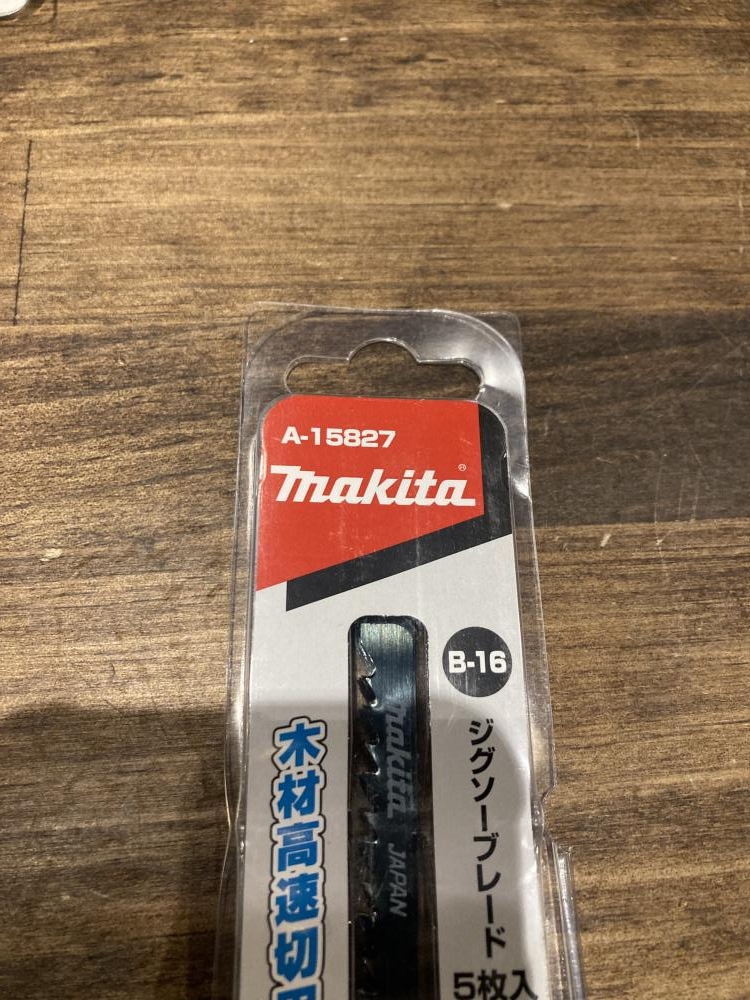 A-15827
makita®
B-16
ジグソーブレード
5枚入
木材高速切
makita JAPAN